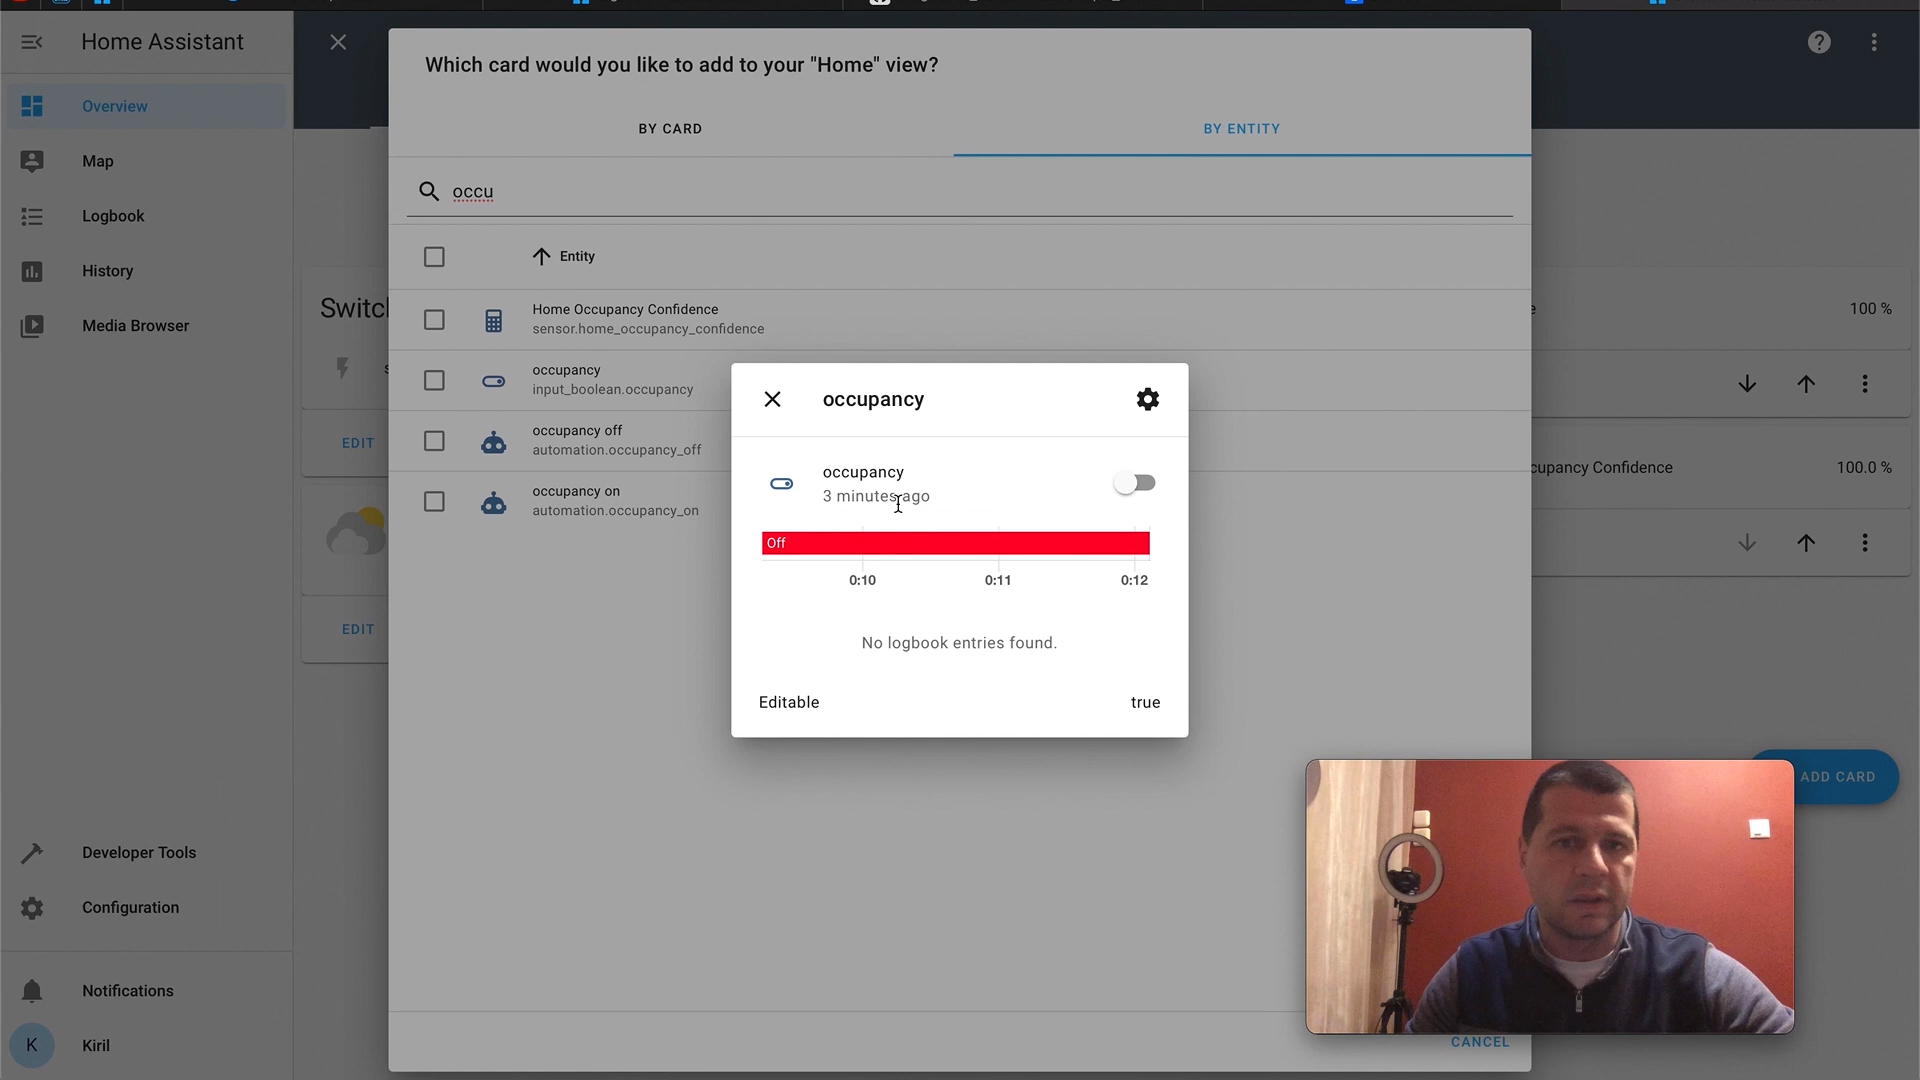 Home Assistant
Which card would you like to add to your "Home" view?
Overview
BY CARD
BY ENTITY
Map
Logbook
occu
History
Entity
Media Browser
Switc
Home Occupancy Confidence
sensor.home_occupancy_confidence
e
100 %
occupancy
input_boolean.occupancy
EDIT
occupancy off
automation.occupancy_off
occupancy on
automation.occupancy_on
cupancy Confidence
100.0 %
EDIT
occupancy
occupancy
3 minutes ago
Off
0:10
0:11
0:12
No logbook entries found.
Editable
true
ADD CARD
Developer Tools
Configuration
Notifications
K
Kiril
CANCEL